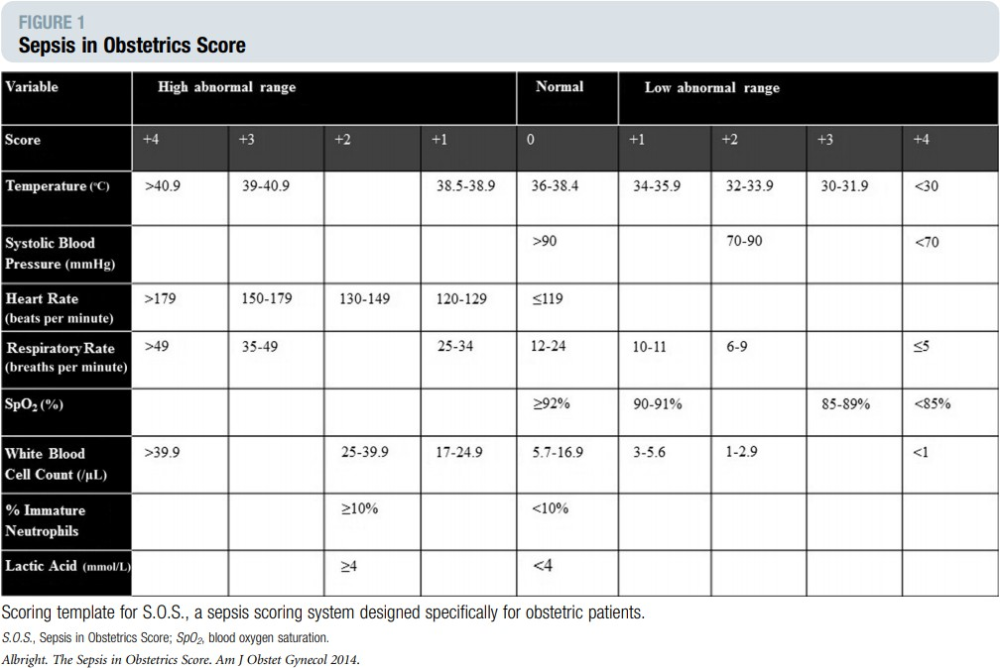 FIGURE 1
Sepsis in Obstetrics Score
Variable High abnormal range Normal Low abnormal range
Score +4 +3 +2 +1 0 +1 +2 +3 +4
Temperature (°C) >40.9 39-40.9 38.5-38.9 36-38.4 34-35.9 32-33.9 30-31.9 <30
Systolic Blood Pressure (mmHg) >90 70-90 <70
Heart Rate (beats per minute) >179 150-179 130-149 120-129 ≤119
Respiratory Rate (breaths per minute) >49 35-49 25-34 12-24 10-11 6-9 ≤5
SpO₂ (%) ≥92% 90-91% 85-89% <85%
White Blood Cell Count (/µL) >39.9 25-39.9 17-24.9 5.7-16.9 3-5.6 1-2.9 <1
% Immature Neutrophils ≥10% <10%
Lactic Acid (mmol/L) ≥4 <4
Scoring template for S.O.S., a sepsis scoring system designed specifically for obstetric patients.
S.O.S., Sepsis in Obstetrics Score; SpO₂, blood oxygen saturation.
Albright. The Sepsis in Obstetrics Score. Am J Obstet Gynecol 2014.